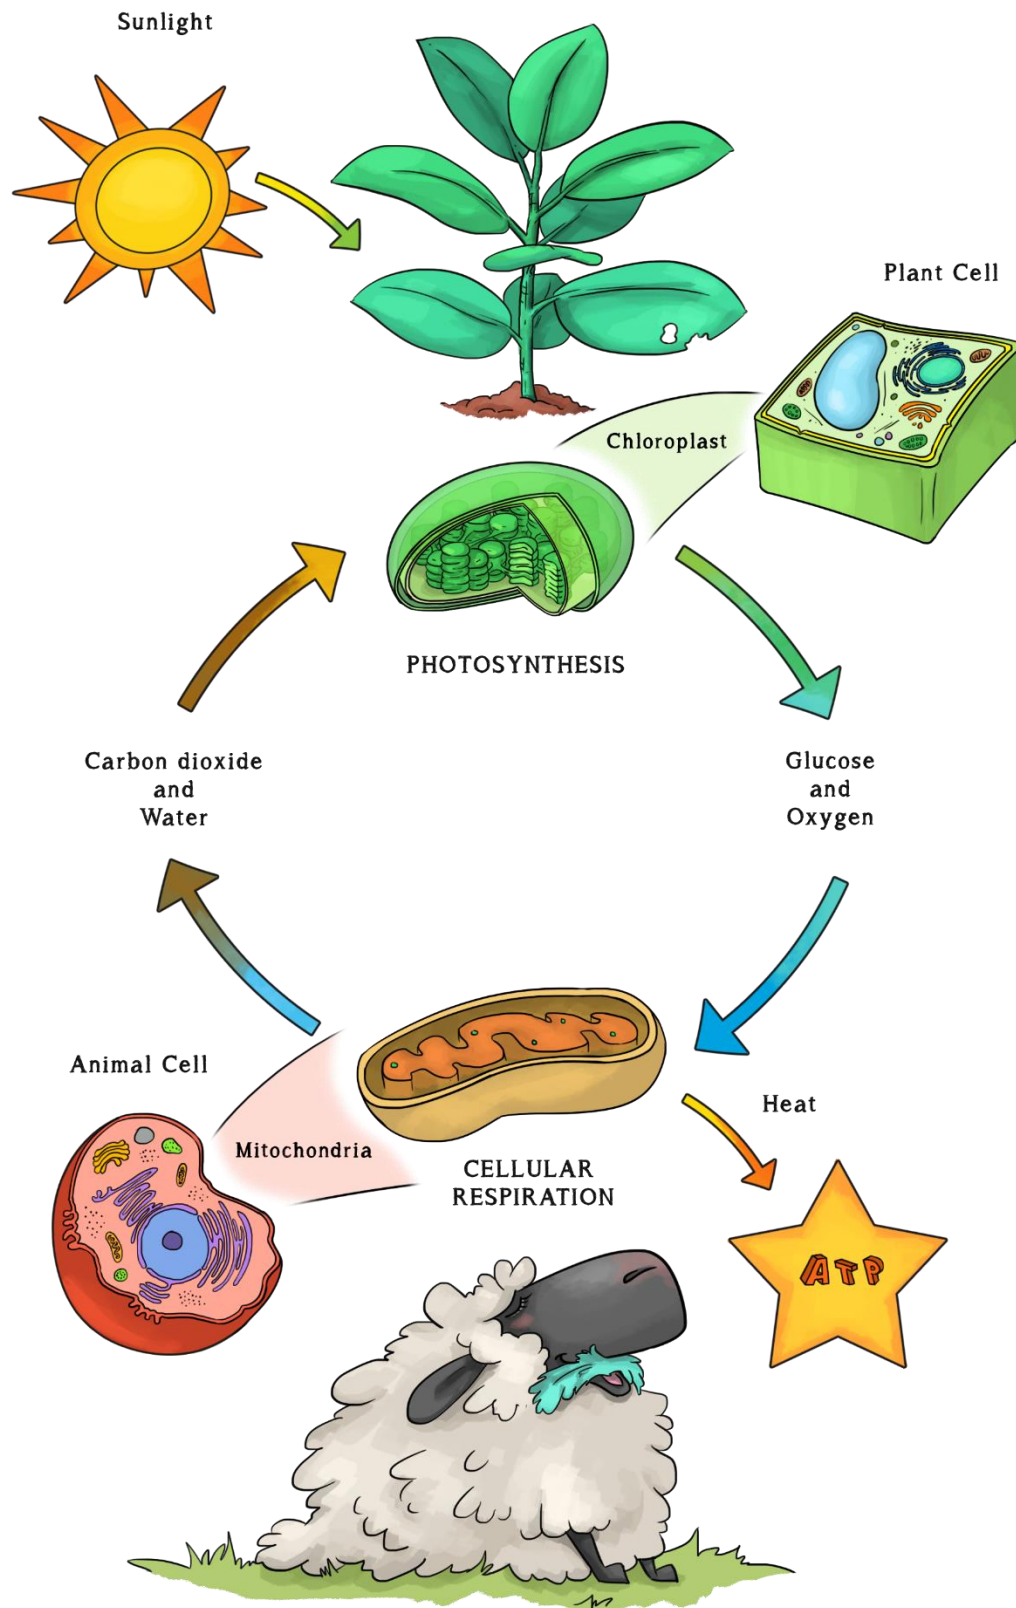 Sunlight
Plant Cell
Chloroplast
PHOTOSYNTHESIS
Carbon dioxide
and
Water
Glucose
and
Oxygen
Animal Cell
Mitochondria
CELLULAR
RESPIRATION
Heat
ATP